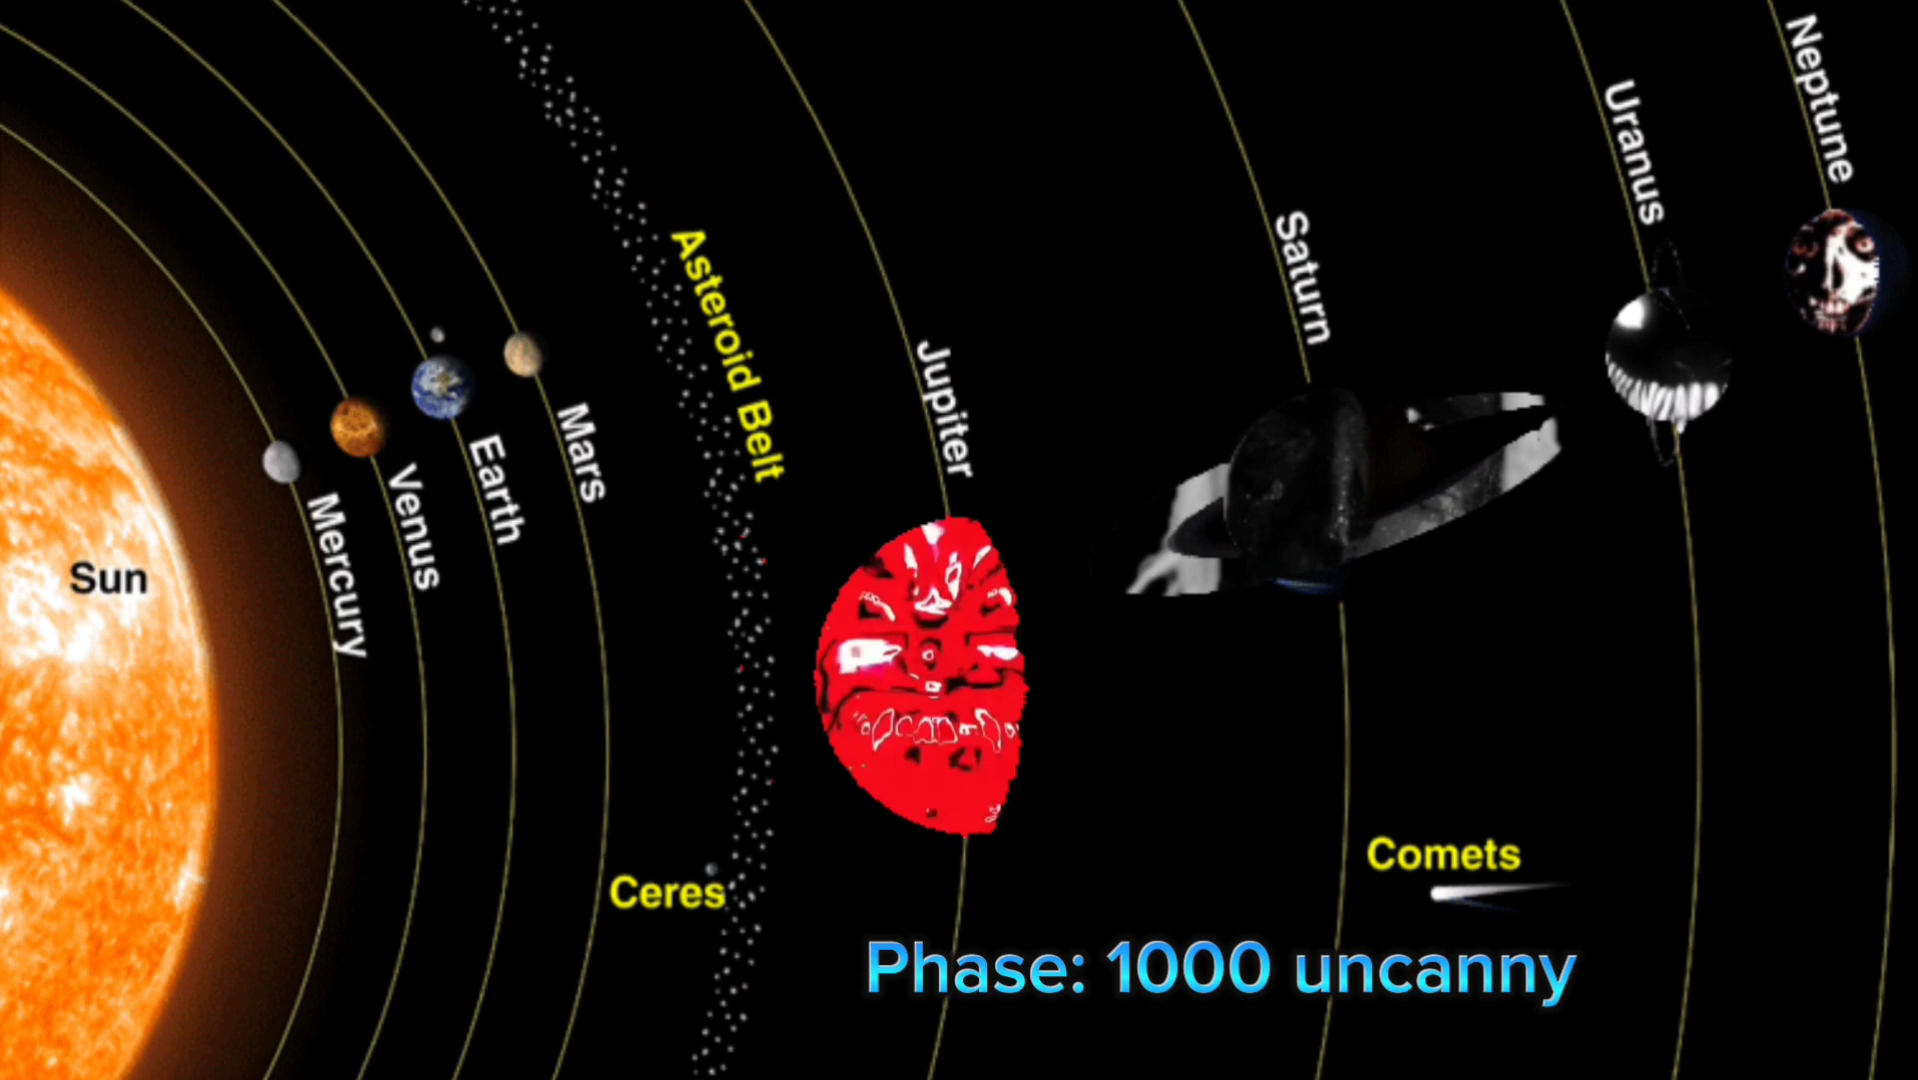 Sun
Mercury
Venus
Earth
Mars
Asteroid Belt
Ceres
Jupiter
Saturn
Uranus
Neptune
Comets
Phase: 1000 uncanny